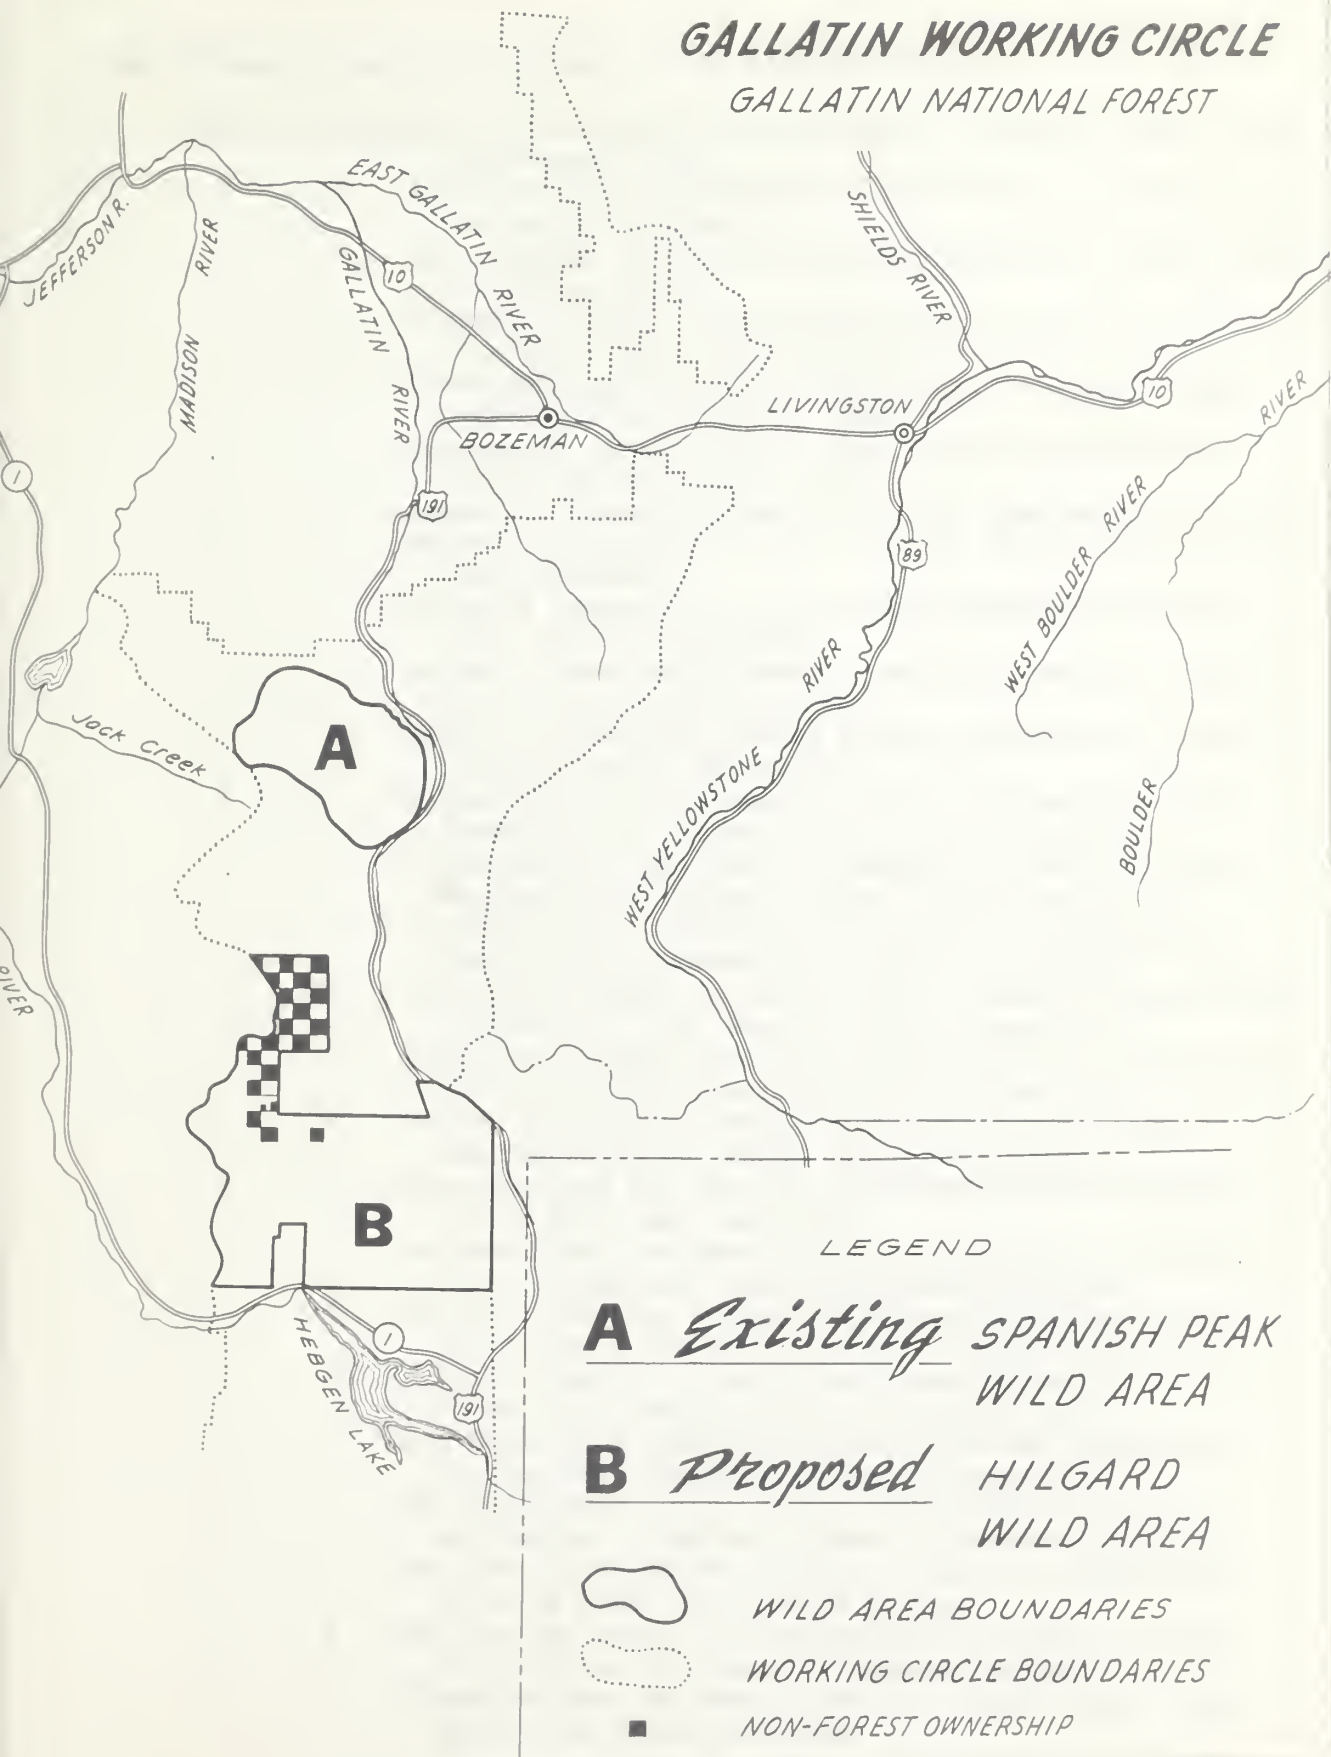 GALLATIN WORKING CIRCLE
GALLATIN NATIONAL FOREST
EAST GALLATIN RIVER
JEFFERSON R.
MADISON RIVER
GALLATIN RIVER
10
SHIELDS RIVER
LIVINGSTON
BOZEMAN
10
RIVER
1
191
89
WEST BOULDER RIVER
BOULDER
WEST YELLOWSTONE RIVER
Jack Creek
A
RIVER
B
HEBGEN LAKE
1
191
LEGEND
A Existing SPANISH PEAK
WILD AREA
B Proposed HILGARD
WILD AREA
WILD AREA BOUNDARIES
WORKING CIRCLE BOUNDARIES
NON-FOREST OWNERSHIP